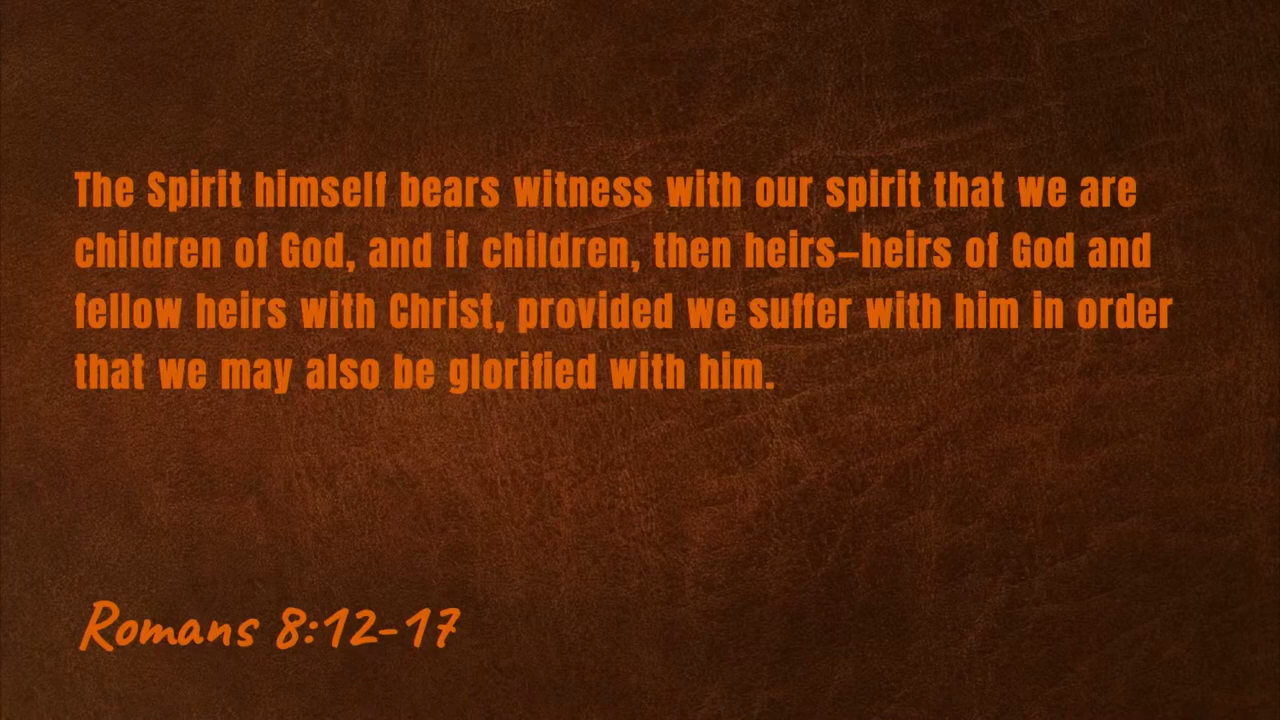 The Spirit himself bears witness with our spirit that we are
children of God, and if children, then heirs—heirs of God and
fellow heirs with Christ, provided we suffer with him in order
that we may also be glorified with him.
Romans 8:12-17